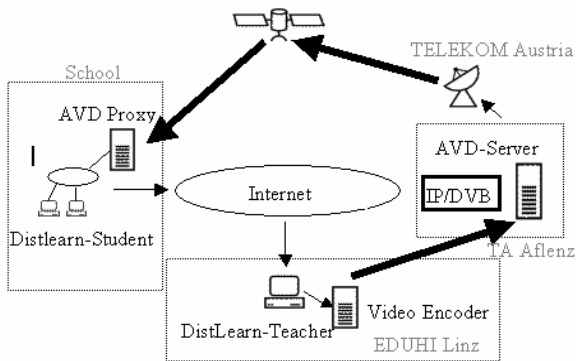 TELEKOM Austria
School
AVD Proxy
AVD-Server
Internet
IP/DVB
Distlearn-Student
TA Aflenz
Video Encoder
DistLearn-Teacher
EDUHI Linz